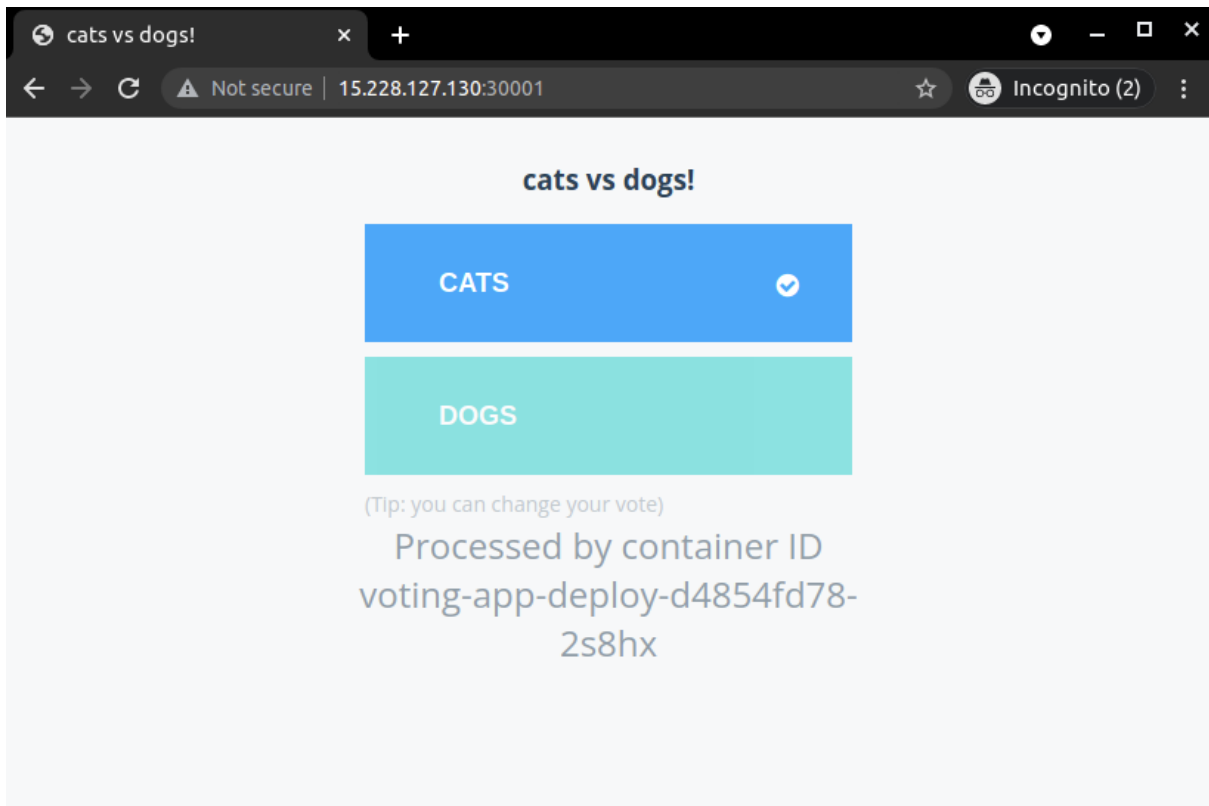 cats vs dogs!
Not secure 15.228.127.130:30001 Incognito (2)
cats vs dogs!
CATS
DOGS
(Tip: you can change your vote)
Processed by container ID
voting-app-deploy-d4854fd78-
2s8hx